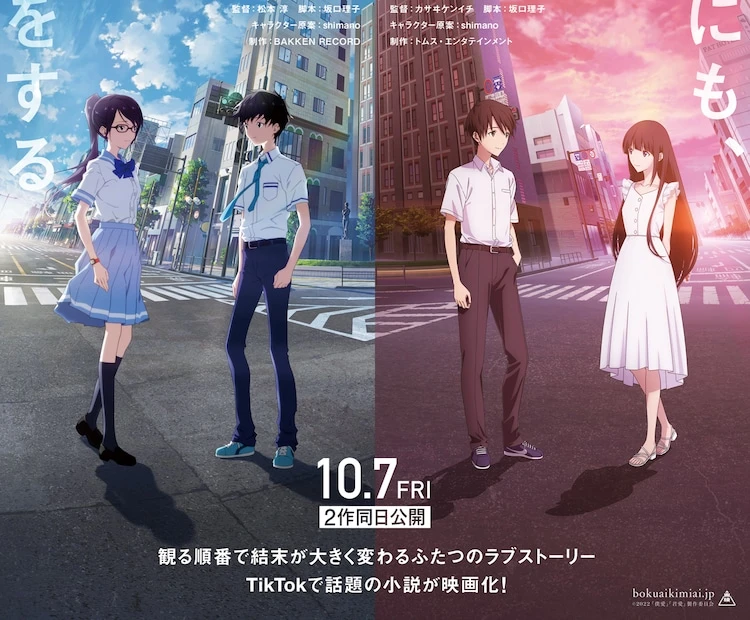 をする
にも、
監督：松本 淳　脚本：坂口理子
キャラクター原案：shimano
制作：BAKKEN RECORD
監督：カサヰケンイチ　脚本：坂口理子
キャラクター原案：shimano
制作：トムス・エンタテインメント
10.7 FRI
2作同日公開
観る順番で結末が大きく変わるふたつのラブストーリー
TikTokで話題の小説が映画化！
bokuaikimiai.jp
©2022 「僕愛」「君愛」製作委員会